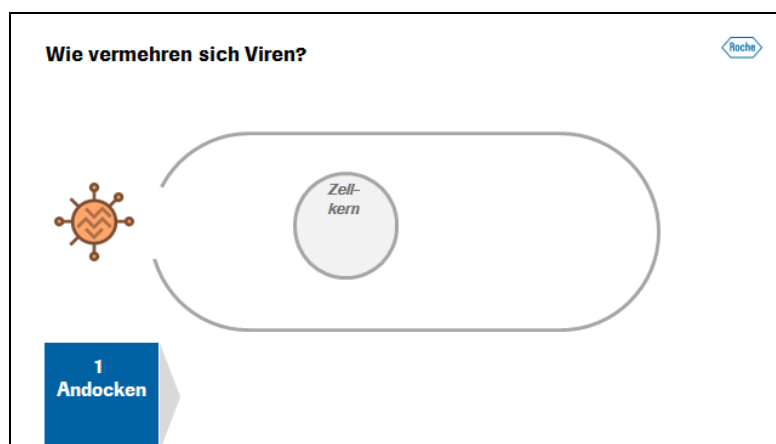 Wie vermehren sich Viren?
Roche
Zell-
kern
1
Andocken